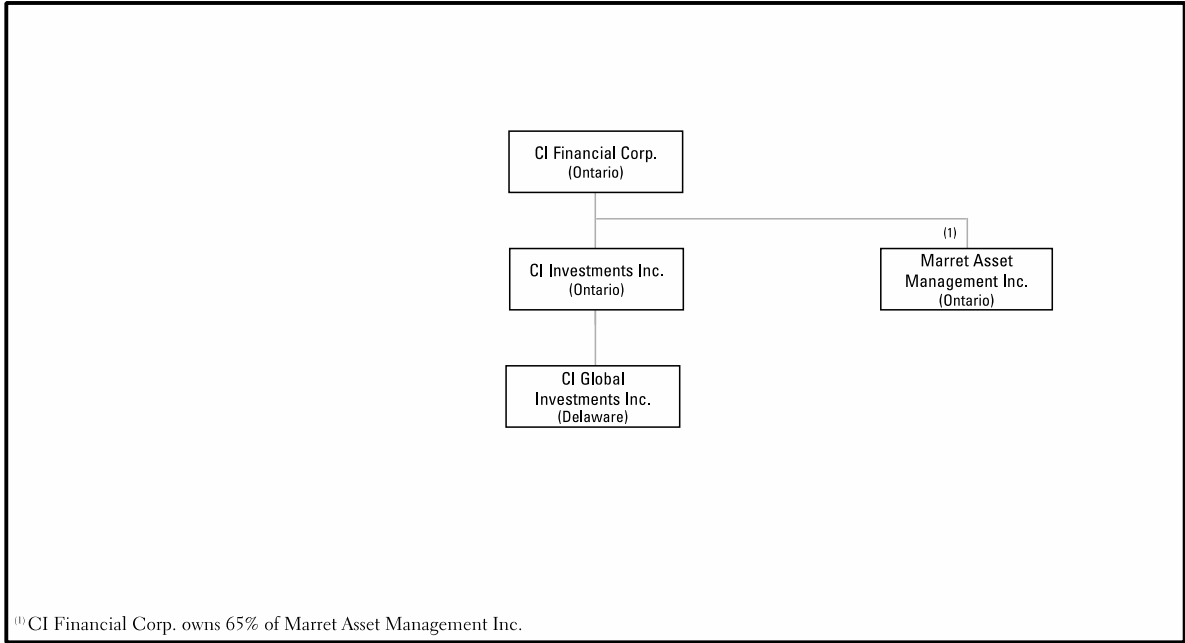 CI Financial Corp.
(Ontario)
(1)
CI Investments Inc.
(Ontario)
Marret Asset
Management Inc.
(Ontario)
CI Global
Investments Inc.
(Delaware)
(1) CI Financial Corp. owns 65% of Marret Asset Management Inc.